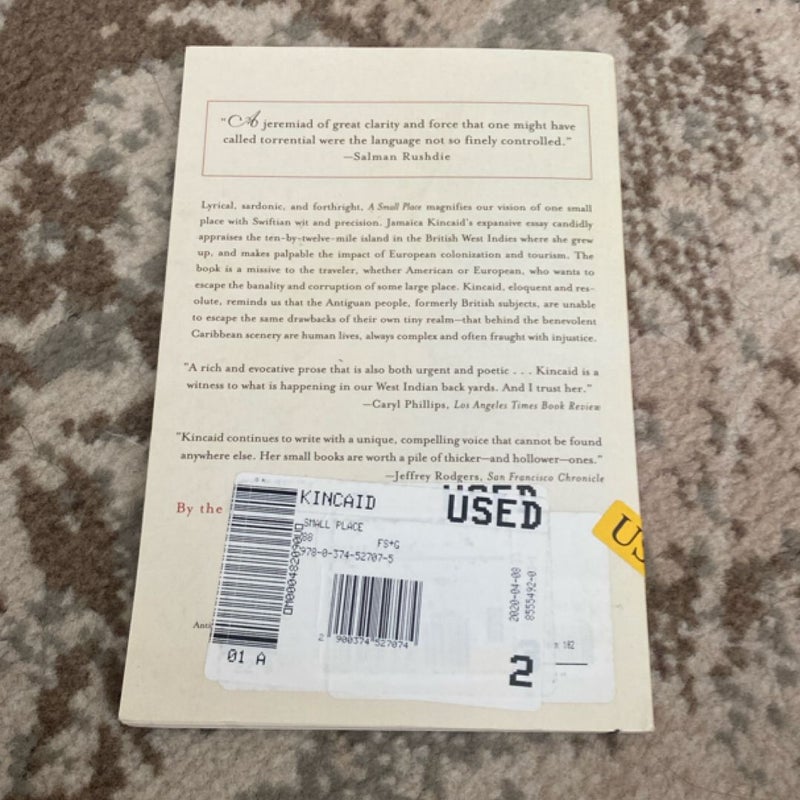 "A jeremiad of great clarity and force that one might have
called torrential were the language not so finely controlled."
—Salman Rushdie
Lyrical, sardonic, and forthright, A Small Place magnifies our vision of one small
place with Swiftian wit and precision. Jamaica Kincaid's expansive essay candidly
appraises the ten-by-twelve-mile island in the British West Indies where she grew
up, and makes palpable the impact of European colonization and tourism. The
book is a missive to the traveler, whether American or European, who wants to
escape the banality and corruption of some large place. Kincaid, eloquent and res-
olute, reminds us that the Antiguan people, formerly British subjects, are unable
to escape the same drawbacks of their own tiny realm—that behind the benevolent
Caribbean scenery are human lives, always complex and often fraught with injustice.
"A rich and evocative prose that is also both urgent and poetic . . . Kincaid is a
witness to what is happening in our West Indian back yards. And I trust her."
—Caryl Phillips, Los Angeles Times Book Review
"Kincaid continues to write with a unique, compelling voice that cannot be found
anywhere else. Her small books are worth a pile of thicker—and hollower—ones."
—Jeffrey Rodgers, San Francisco Chronicle
By the
KINCAID
USED
SMALL PLACE
88
FS*G
978-0-374-52707-5
2 900374 527074
2020-04-09
8555492-0
01 A
2
US